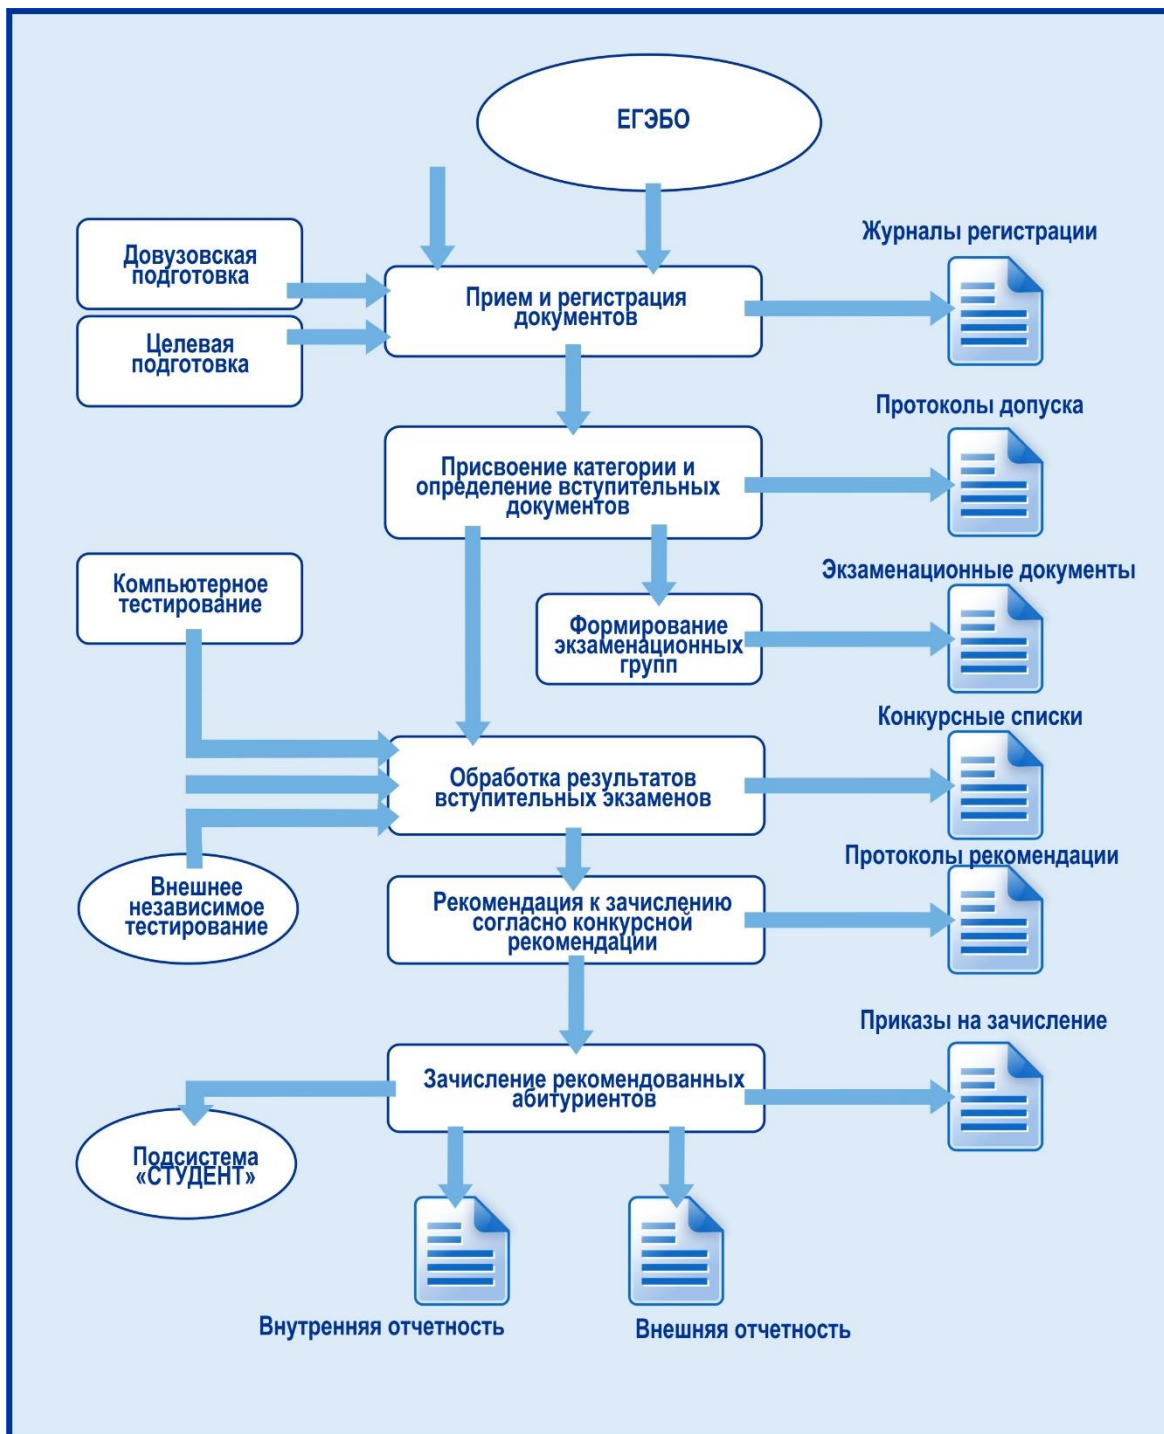 ЕГЭБО
Журналы регистрации
Довузовская
подготовка
Прием и регистрация
документов
Целевая
подготовка
Протоколы допуска
Присвоение категории и
определение вступительных
документов
Экзаменационные документы
Компьютерное
тестирование
Формирование
экзаменационных
групп
Конкурсные списки
Обработка результатов
вступительных экзаменов
Протоколы рекомендации
Внешнее
независимое
тестирование
Рекомендация к зачислению
согласно конкурсной
рекомендации
Приказы на зачисление
Зачисление рекомендованных
абитуриентов
Подсистема
«СТУДЕНТ»
Внутренняя отчетность
Внешняя отчетность